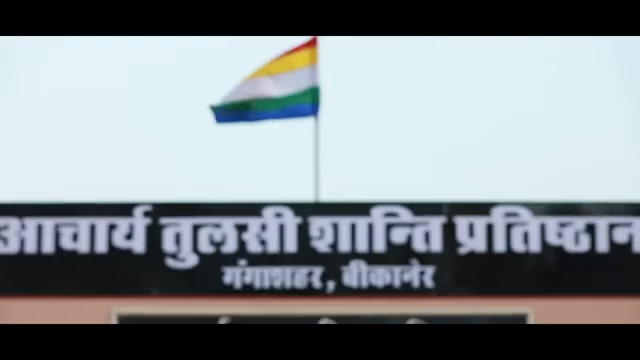 आचार्य तुलसी शान्ति प्रतिष्ठान
गंगाशहर, बीकानेर